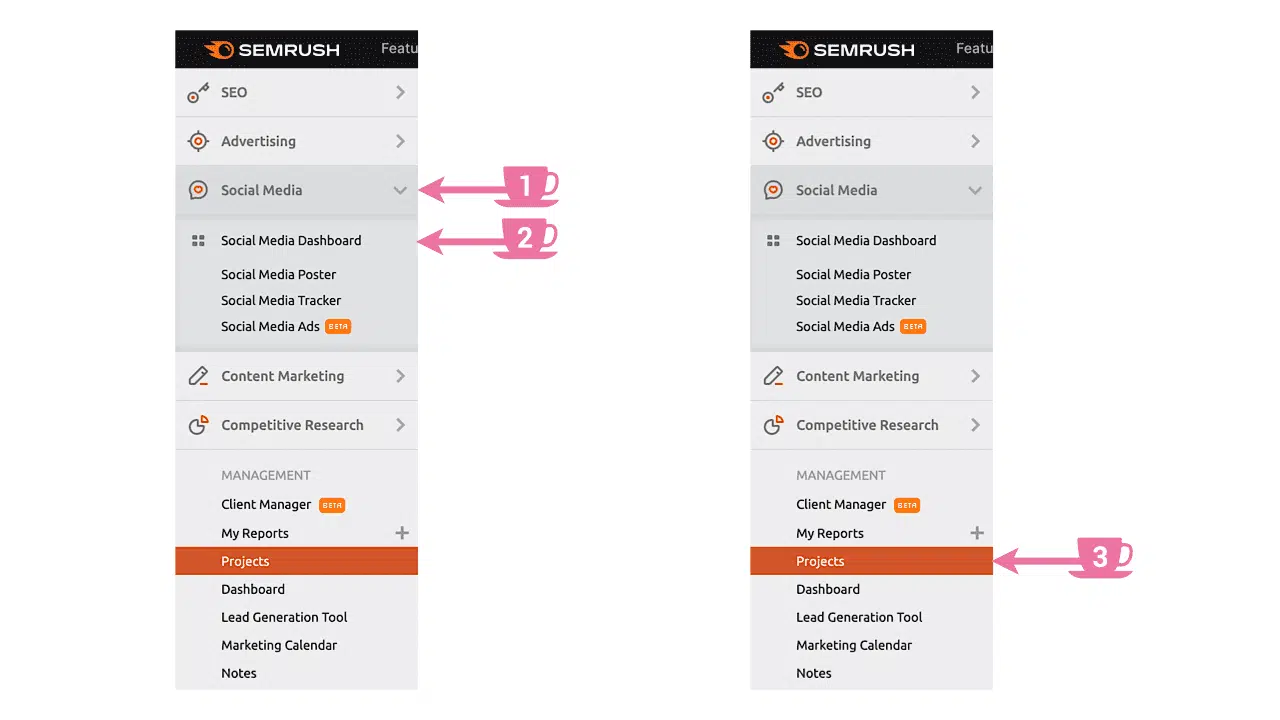 SEMRUSH Featu
SEO
Advertising
Social Media
1
Social Media Dashboard
2
Social Media Poster
Social Media Tracker
Social Media Ads BETA
Content Marketing
Competitive Research
MANAGEMENT
Client Manager BETA
My Reports
Projects
Dashboard
Lead Generation Tool
Marketing Calendar
Notes
SEMRUSH Featu
SEO
Advertising
Social Media
Social Media Dashboard
Social Media Poster
Social Media Tracker
Social Media Ads BETA
Content Marketing
Competitive Research
MANAGEMENT
Client Manager BETA
My Reports
Projects
3
Dashboard
Lead Generation Tool
Marketing Calendar
Notes